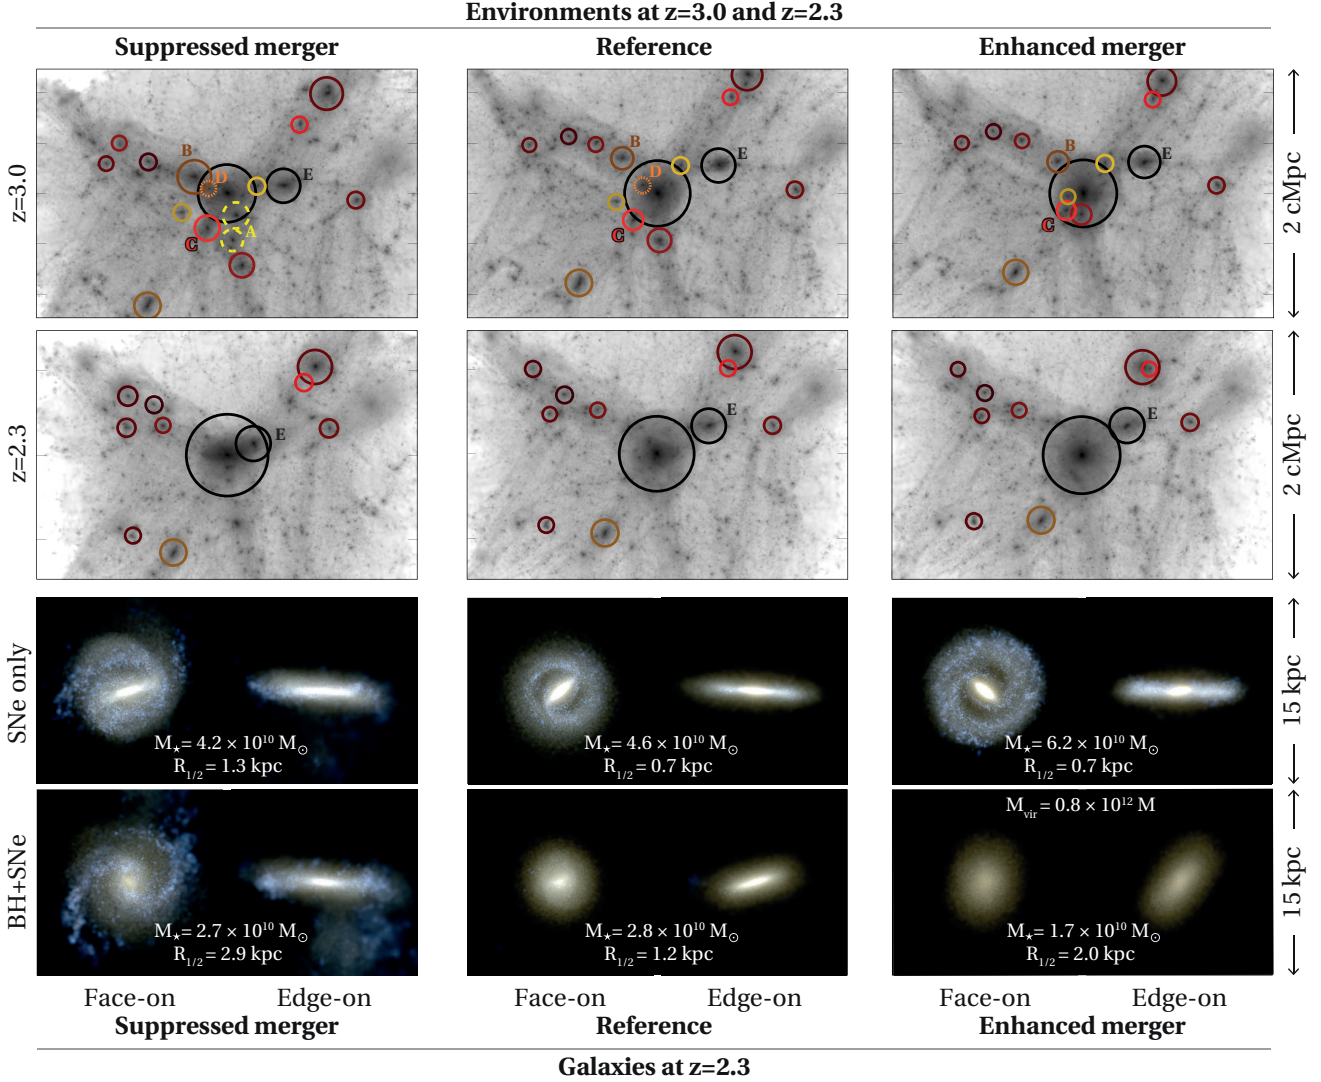 Environments at z=3.0 and z=2.3
Suppressed merger Reference Enhanced merger
z=3.0
B D E A C
B D E C
B E C
2 cMpc
z=2.3
E
E
E
2 cMpc
SNe only
M⋆= 4.2 × 10¹⁰ M⊙
R1/2 = 1.3 kpc
M⋆= 4.6 × 10¹⁰ M⊙
R1/2 = 0.7 kpc
M⋆= 6.2 × 10¹⁰ M⊙
R1/2 = 0.7 kpc
15 kpc
BH+SNe
M⋆= 2.7 × 10¹⁰ M⊙
R1/2 = 2.9 kpc
M⋆= 2.8 × 10¹⁰ M⊙
R1/2 = 1.2 kpc
Mvir = 0.8 × 10¹² M
M⋆= 1.7 × 10¹⁰ M⊙
R1/2 = 2.0 kpc
15 kpc
Face-on Edge-on Face-on Edge-on Face-on Edge-on
Suppressed merger Reference Enhanced merger
Galaxies at z=2.3